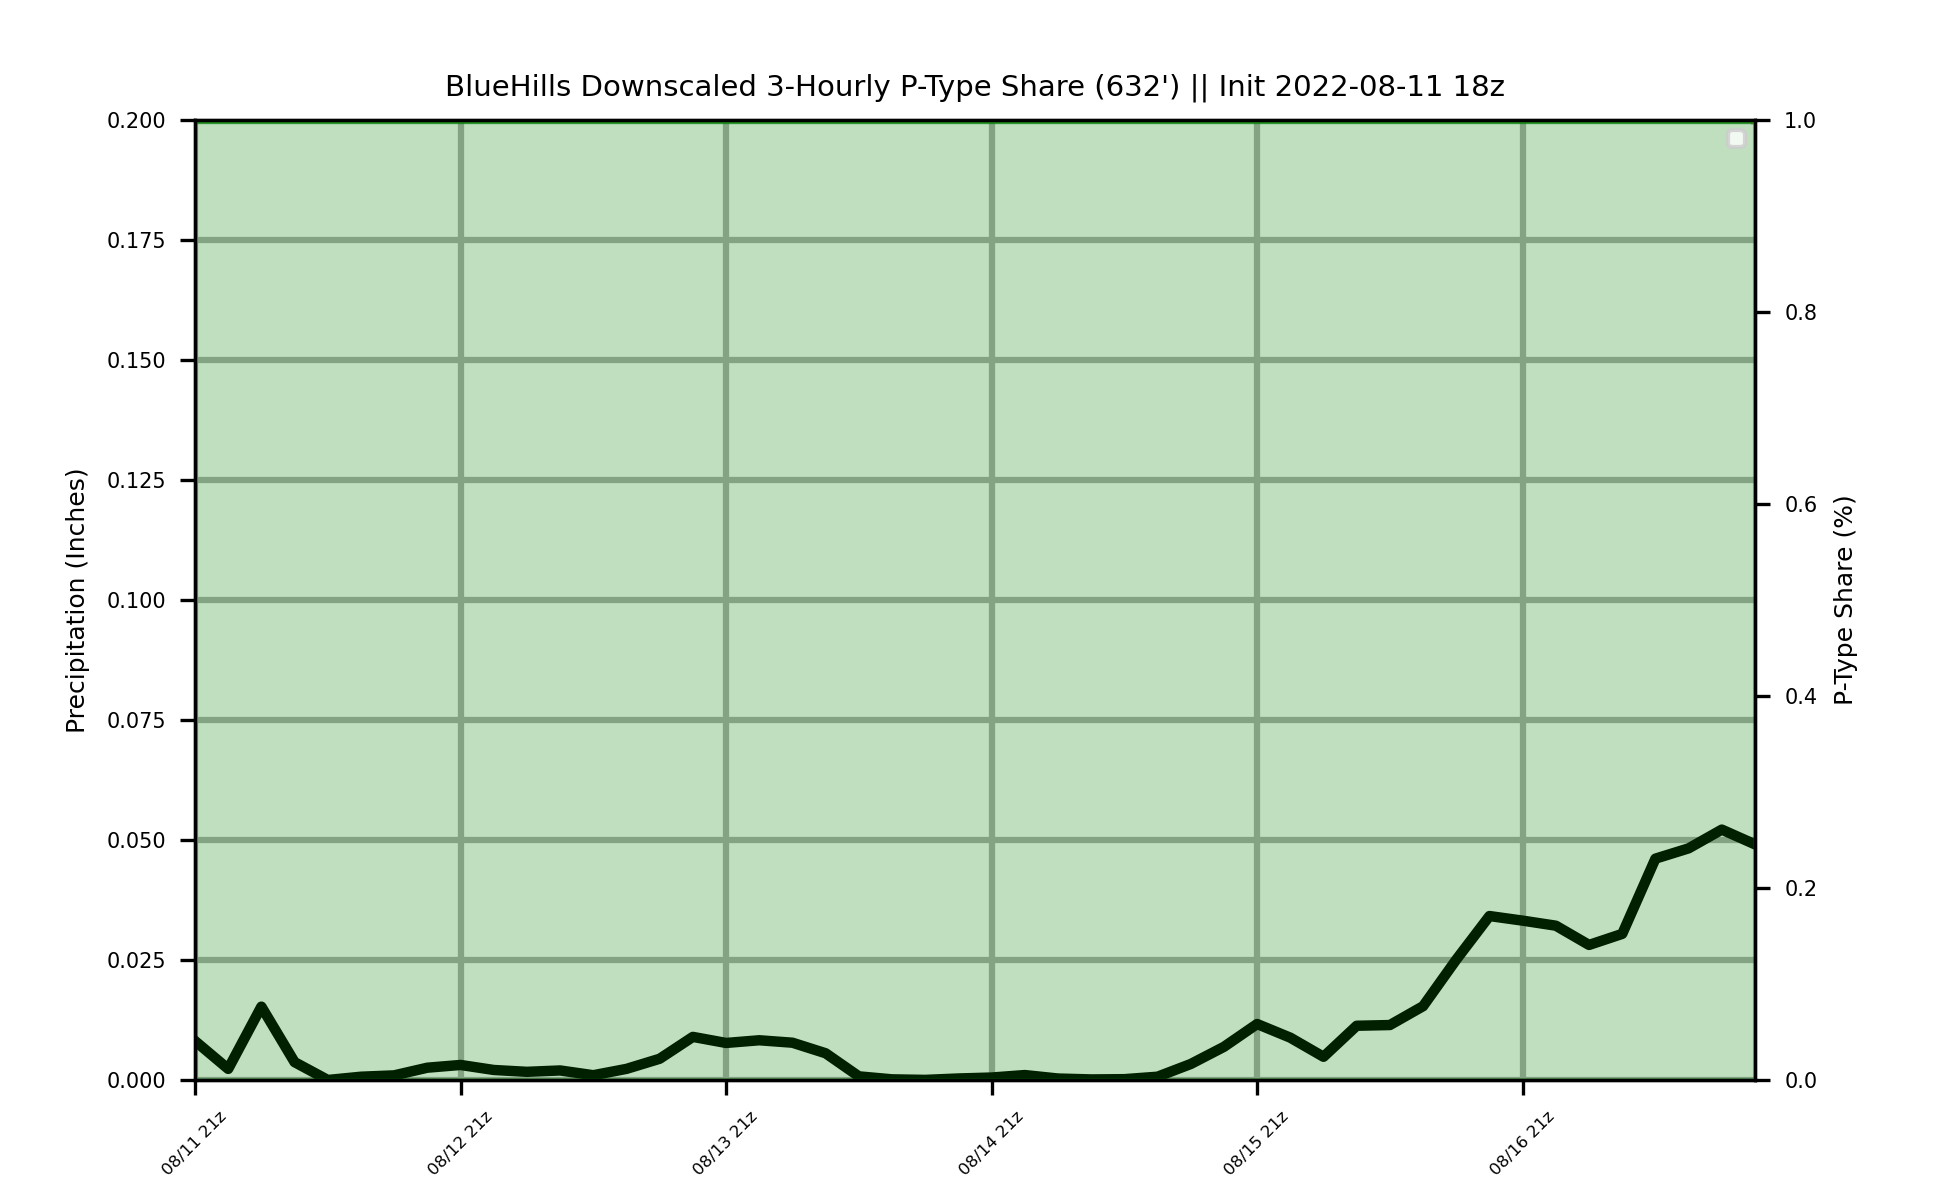 BlueHills Downscaled 3-Hourly P-Type Share (632') || Init 2022-08-11 18z
Precipitation (Inches)
0.200
0.175
0.150
0.125
0.100
0.075
0.050
0.025
0.000
1.0
0.8
0.6
0.4
0.2
0.0
P-Type Share (%)
08/11 21z
08/12 21z
08/13 21z
08/14 21z
08/15 21z
08/16 21z